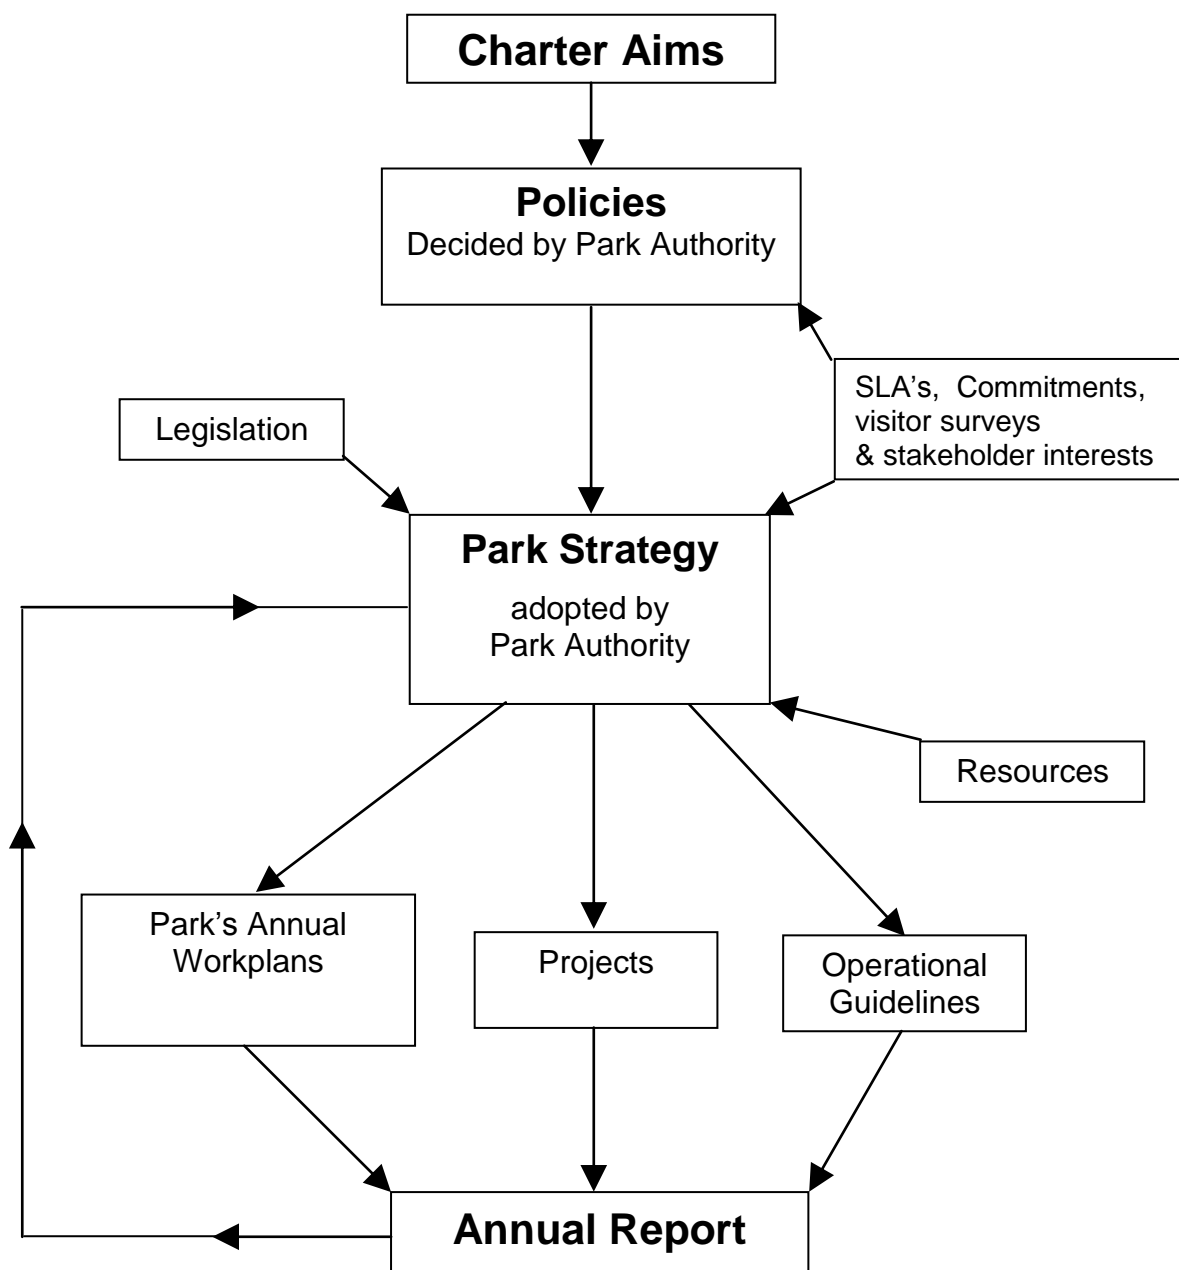 Charter Aims
Policies
Decided by Park Authority
SLA's,  Commitments,
visitor surveys
& stakeholder interests
Legislation
Park Strategy
adopted by
Park Authority
Resources
Park’s Annual
Workplans
Projects
Operational
Guidelines
Annual Report